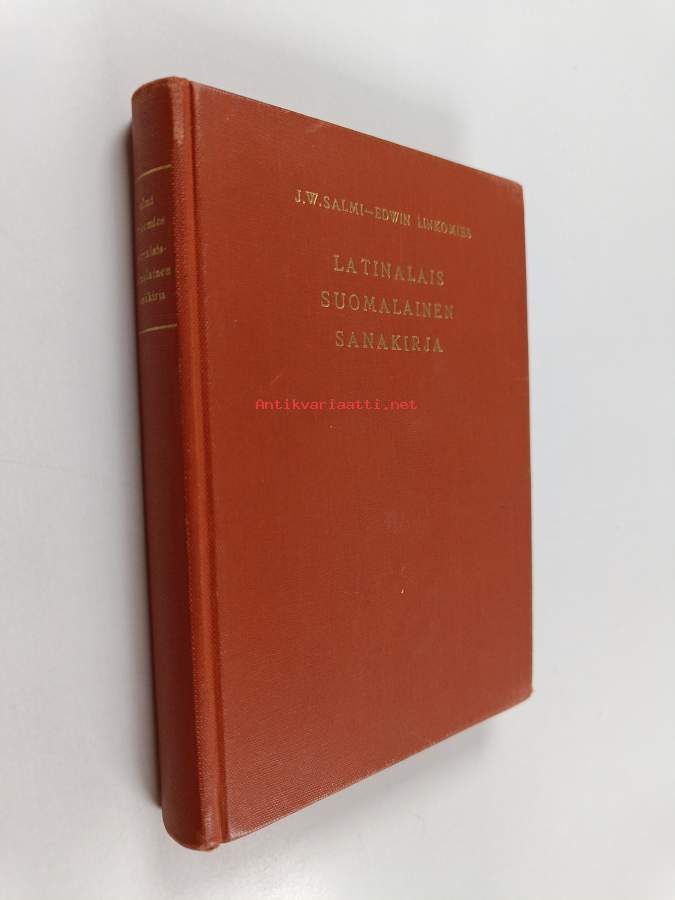 J.W.SALMI—EDWIN LINKOMIES
LATINALAIS
SUOMALAINEN
SANAKIRJA
Antikvariaatti.net